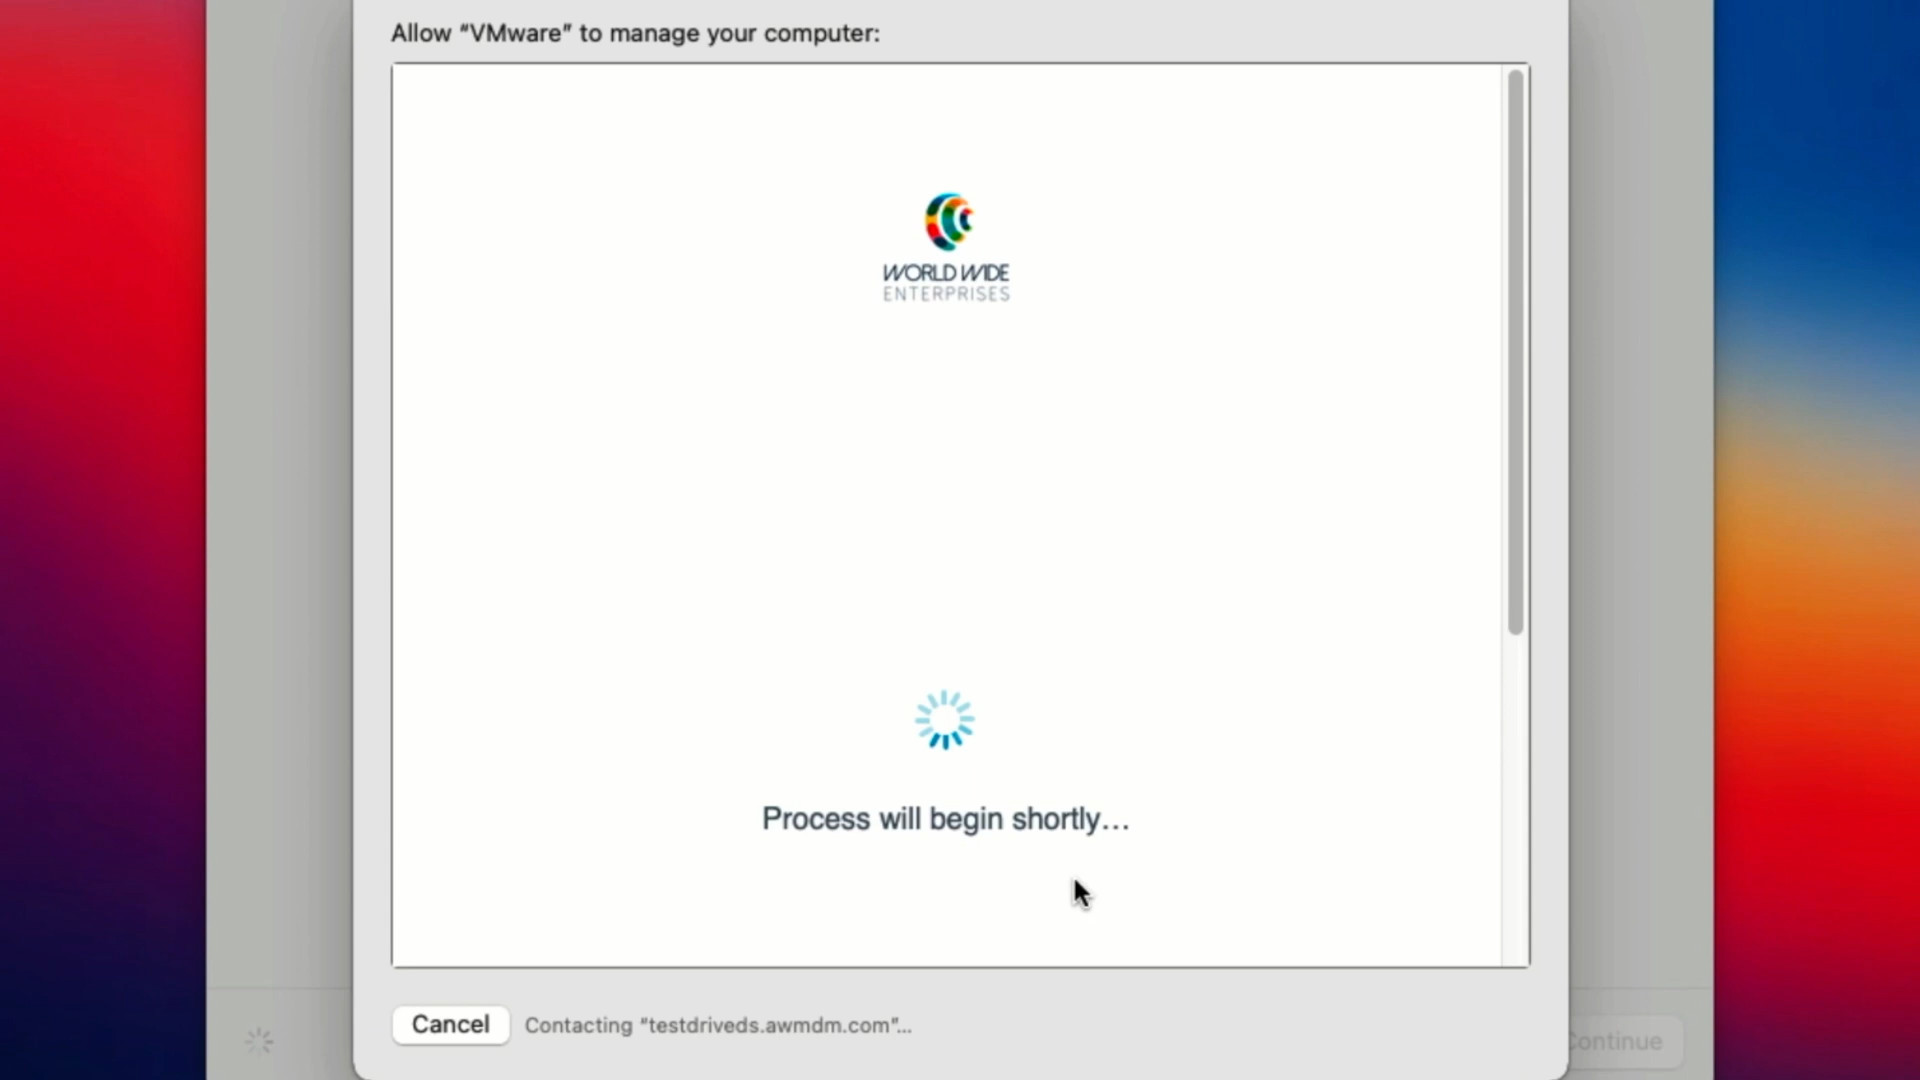 Allow “VMware” to manage your computer:
WORLD WIDE
ENTERPRISES
Process will begin shortly...
Cancel
Contacting “testdriveds.awmdm.com”...
Continue